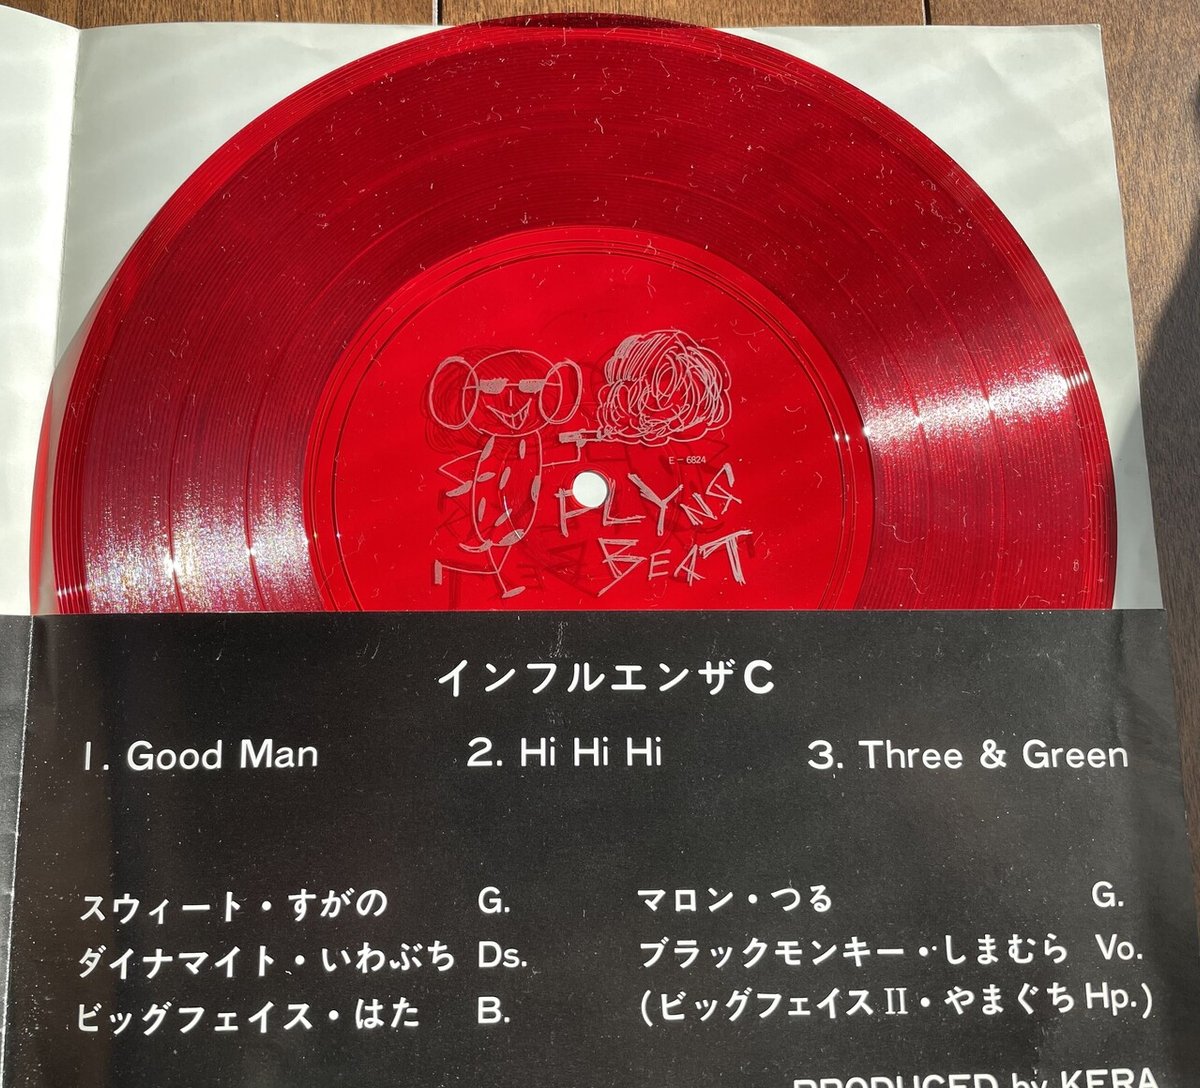 E-6824
PLYNS
BEAT
インフルエンザC
1. Good Man 2. Hi Hi Hi 3. Three & Green
スウィート・すがの G. マロン・つる G.
ダイナマイト・いわぶち Ds. ブラックモンキー・しまむら Vo.
ビッグフェイス・はた B. (ビッグフェイスⅡ・やまぐち Hp.)
PRODUCED by KERA